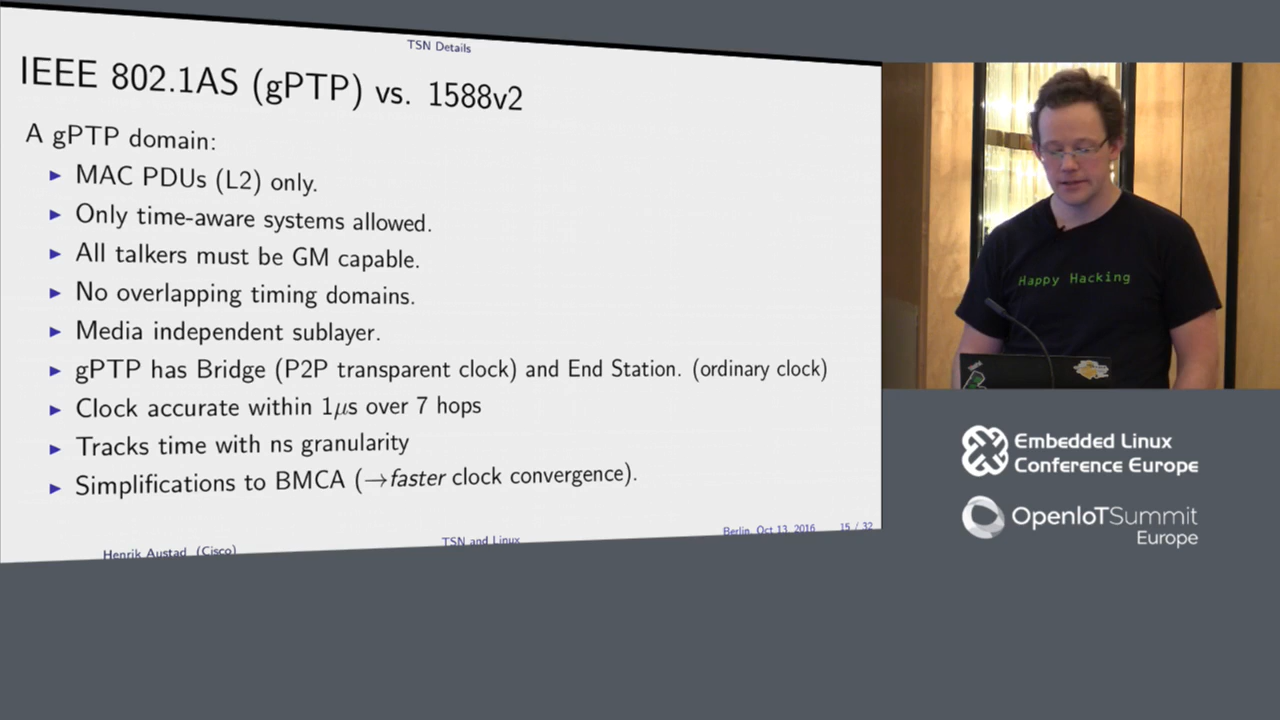 TSN Details
IEEE 802.1AS (gPTP) vs. 1588v2
A gPTP domain:
MAC PDUs (L2) only.
Only time-aware systems allowed.
All talkers must be GM capable.
No overlapping timing domains.
Media independent sublayer.
gPTP has Bridge (P2P transparent clock) and End Station. (ordinary clock)
Clock accurate within 1μs over 7 hops
Tracks time with ns granularity
Simplifications to BMCA (→faster clock convergence).
Henrik Austad (Cisco)
TSN and Linux
Berlin, Oct 13, 2016 15 / 32
Happy Hacking
Embedded Linux
Conference Europe
OpenIoTSummit
Europe